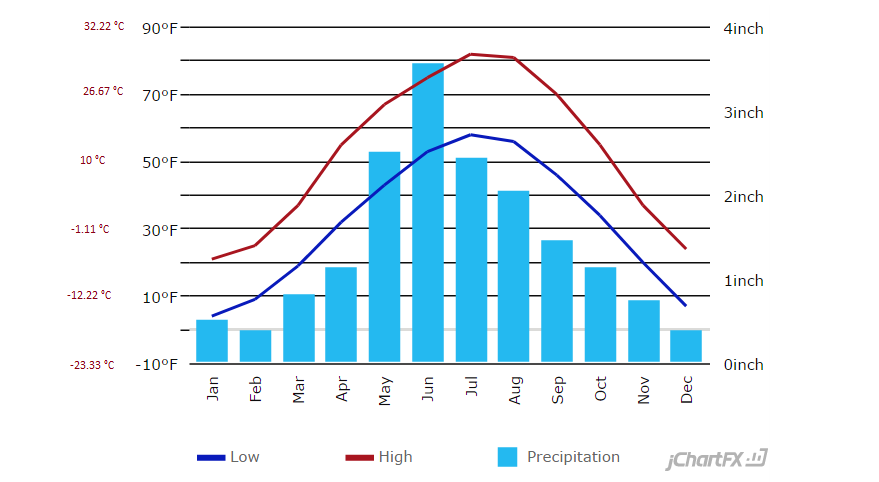 32.22 °C 90°F 4inch
26.67 °C 70°F 3inch
10 °C 50°F 2inch
-1.11 °C 30°F 1inch
-12.22 °C 10°F
-23.33 °C -10°F 0inch
Jan Feb Mar Apr May Jun Jul Aug Sep Oct Nov Dec
Low High Precipitation jChartFX